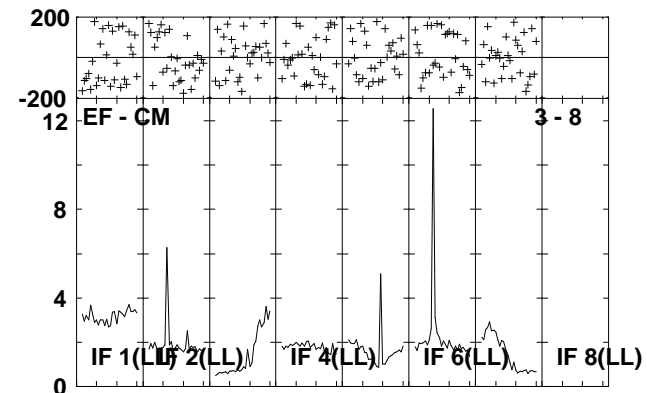 200
-200
EF - CM
3 - 8
12
8
4
0
IF 1(LL)
IF 2(LL)
IF 4(LL)
IF 6(LL)
IF 8(LL)